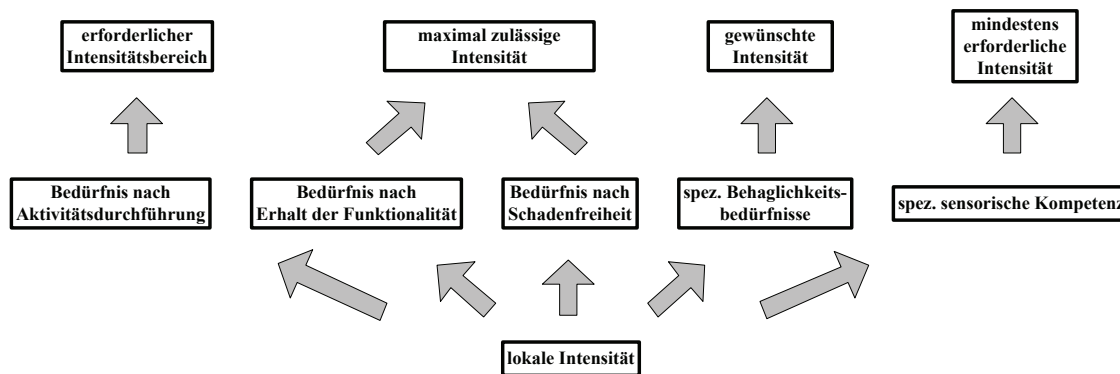 erforderlicher
Intensitätsbereich
maximal zulässige
Intensität
gewünschte
Intensität
mindestens
erforderliche
Intensität
Bedürfnis nach
Aktivitätsdurchführung
Bedürfnis nach
Erhalt der Funktionalität
Bedürfnis nach
Schadenfreiheit
spez. Behaglichkeits-
bedürfnisse
spez. sensorische Kompetenz
lokale Intensität